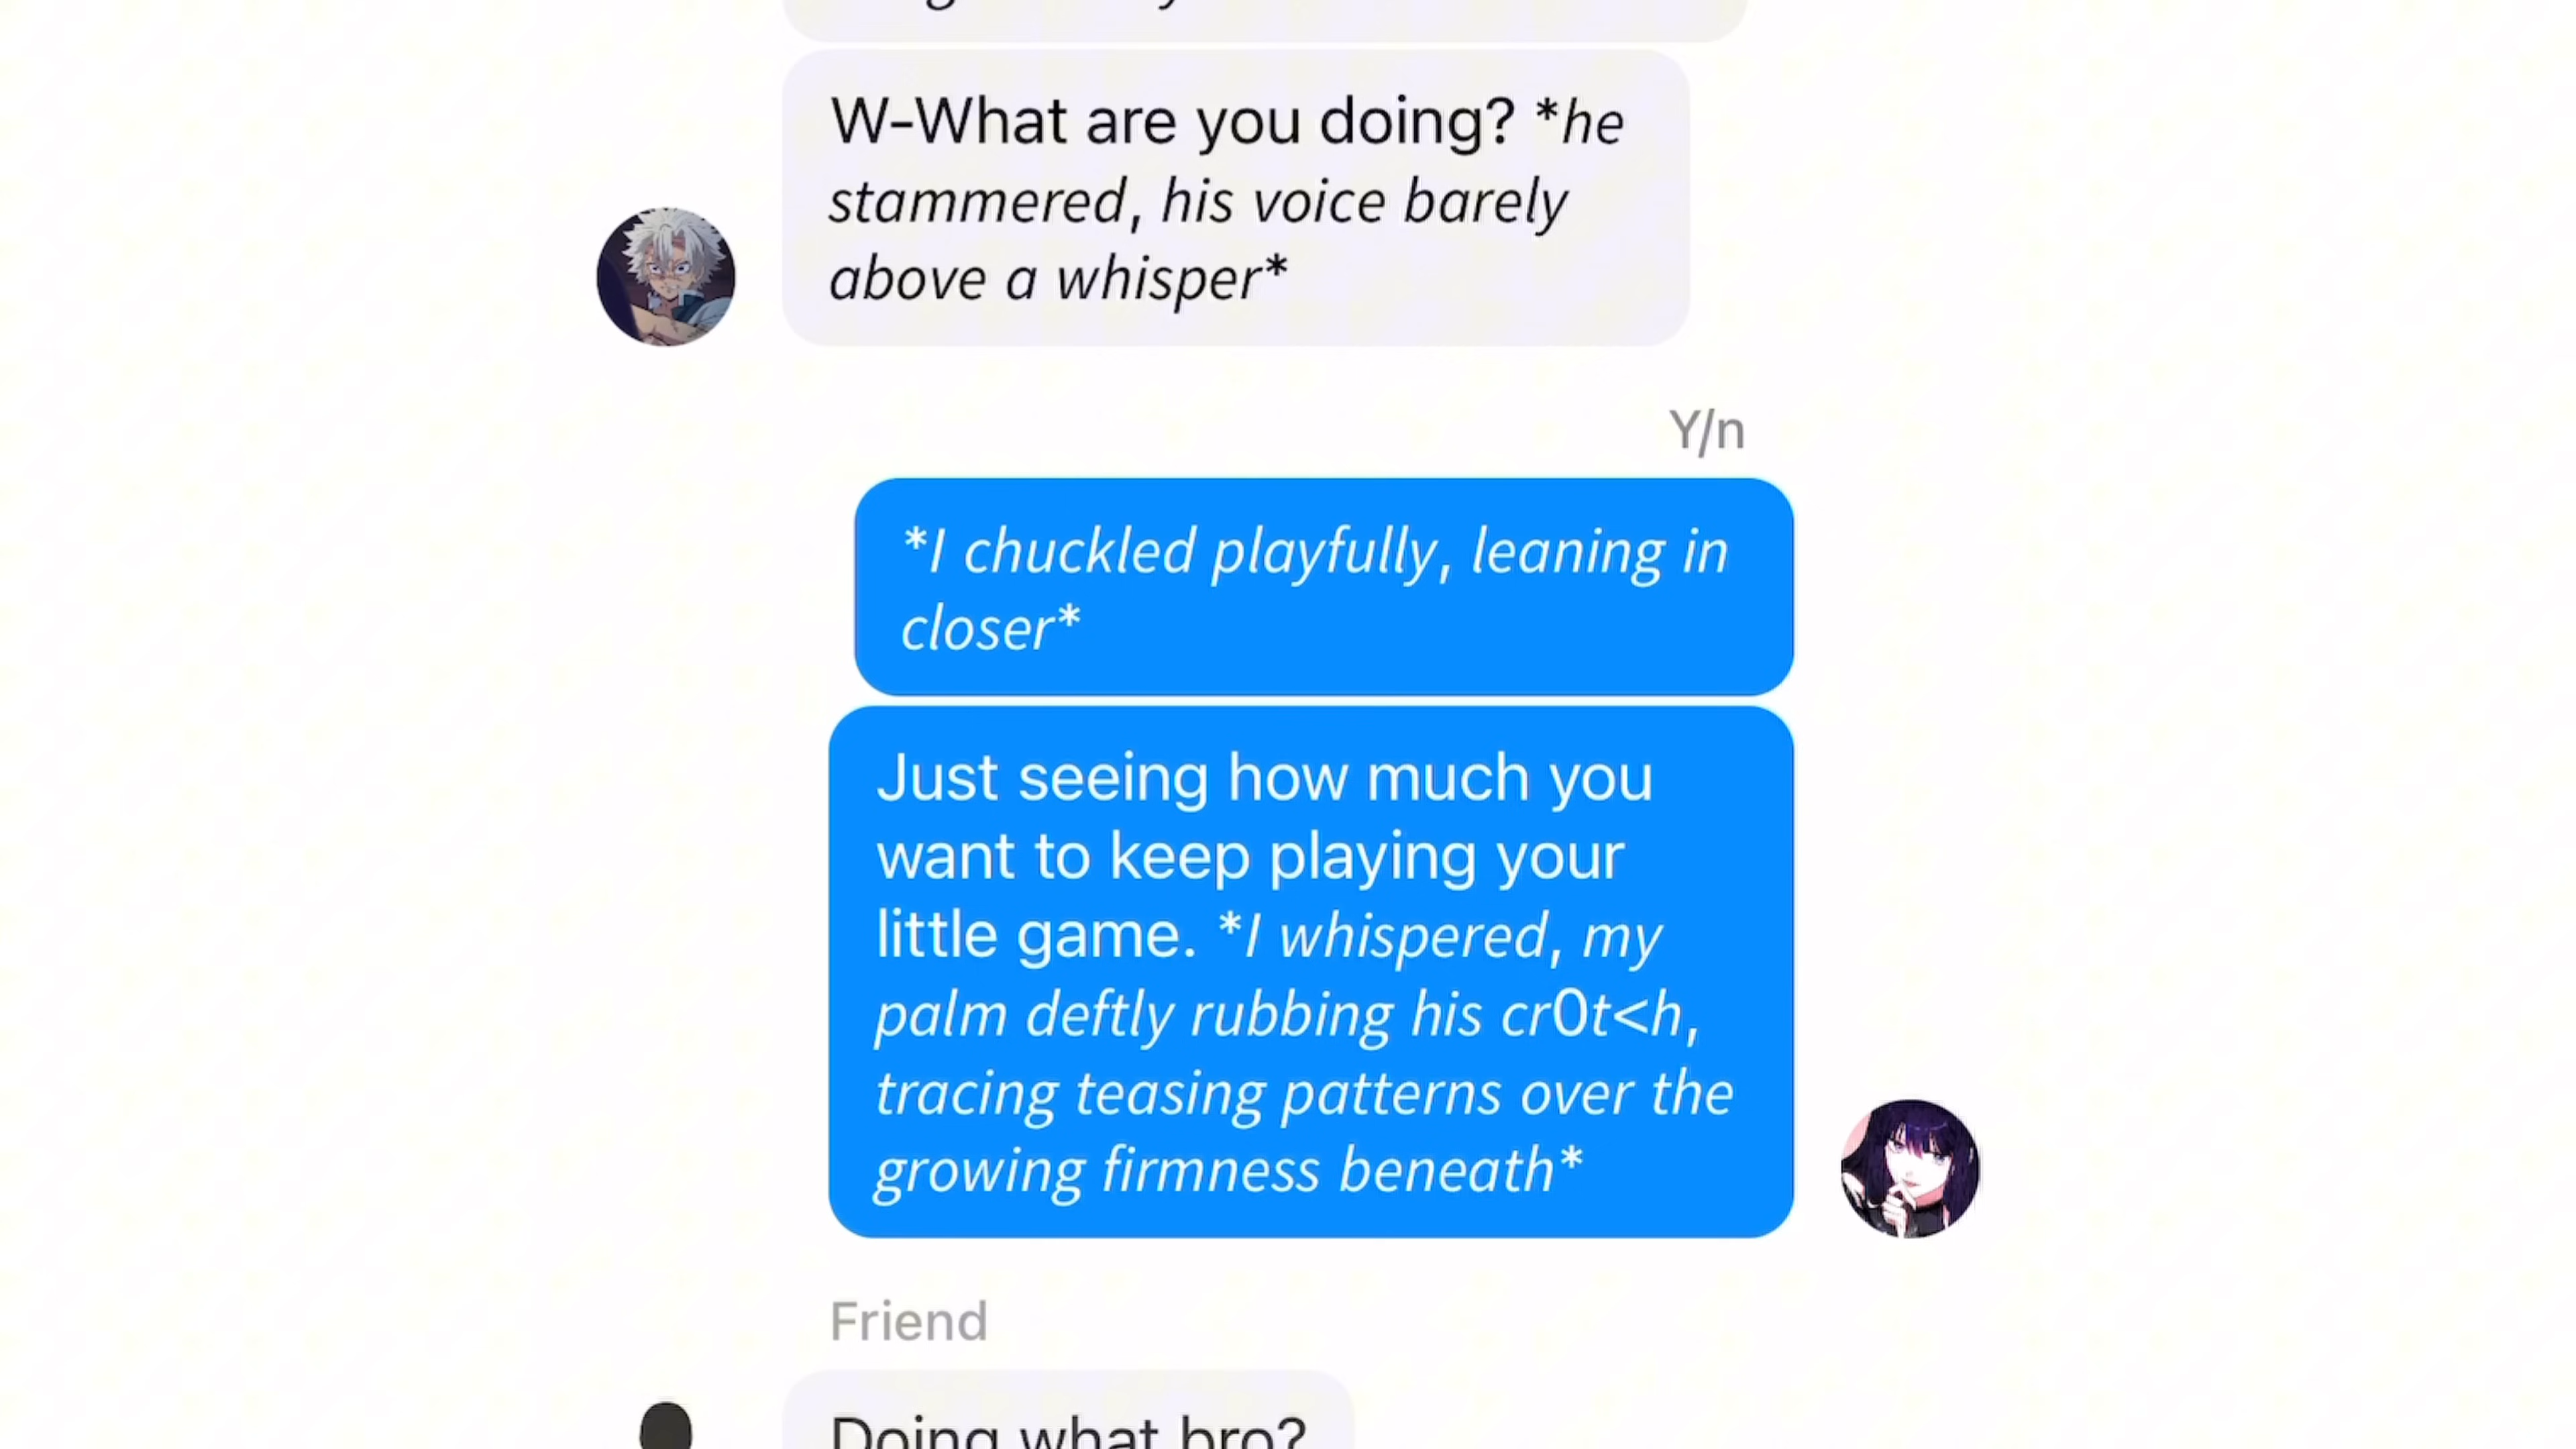 W-What are you doing? *he
stammered, his voice barely
above a whisper*
Y/n
*I chuckled playfully, leaning in
closer*
Just seeing how much you
want to keep playing your
little game. *I whispered, my
palm deftly rubbing his cr0t<h,
tracing teasing patterns over the
growing firmness beneath*
Friend
Doing what bro?